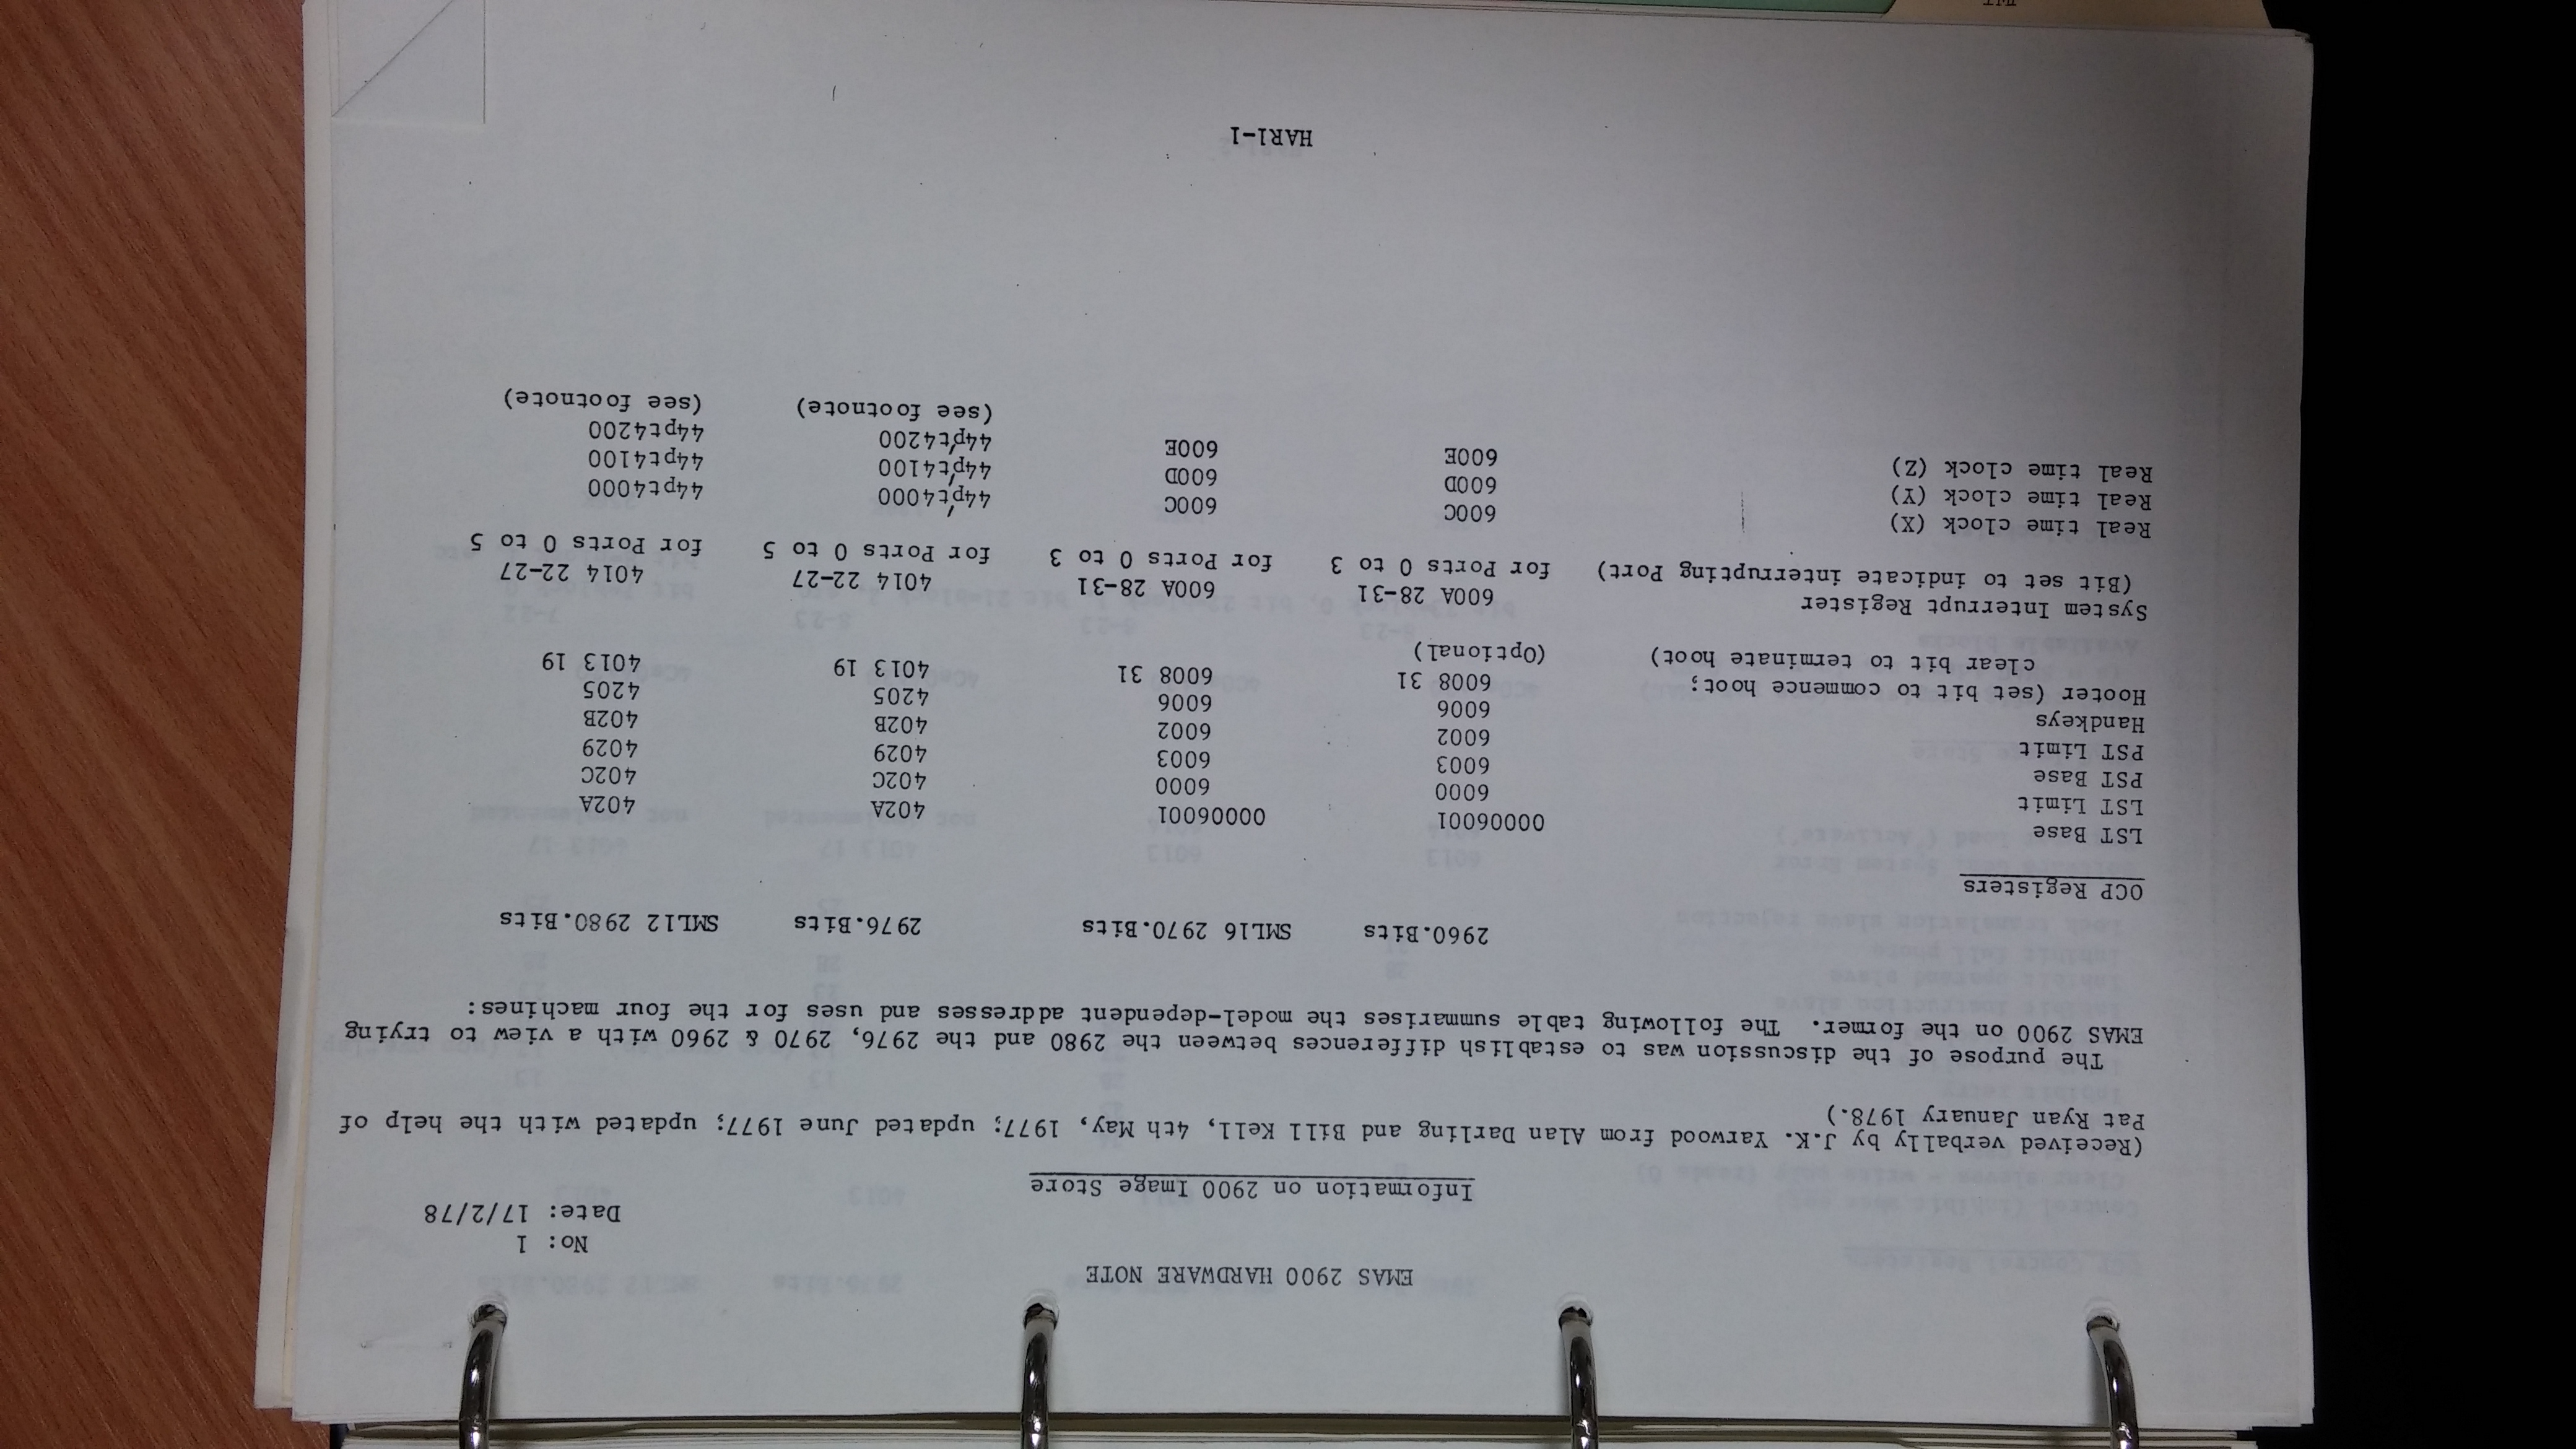 EMAS 2900 HARDWARE NOTE
No: 1
Date: 17/2/78
Information on 2900 Image Store
(Received verbally by J.K. Yarwood from Alan Darling and Bill Kell, 4th May, 1977; updated June 1977; updated with the help of
Pat Ryan January 1978.)
The purpose of the discussion was to establish differences between the 2980 and the 2976, 2970 & 2960 with a view to trying
EMAS 2900 on the former. The following table summarises the model-dependent addresses and uses for the four machines:
2960.Bits SML16 2970.Bits 2976.Bits SML12 2980.Bits
OCP Registers
LST Base 00006001 00006001 402A 402A
LST Limit 6000 6000 402C 402C
PST Base 6003 6003 4029 4029
PST Limit 6002 6002 402B 402B
Handkeys 6006 6006 4205 4205
Hooter (set bit to commence hoot; 6008 31 6008 31 4013 19 4013 19
clear bit to terminate hoot) (Optional)
System Interrupt Register 600A 28-31 600A 28-31 4014 22-27 4014 22-27
(Bit set to indicate interrupting Port) for Ports 0 to 3 for Ports 0 to 3 for Ports 0 to 5 for Ports 0 to 5
Real time clock (X) 600C 600C 44pt4000 44pt4000
Real time clock (Y) 600D 600D 44pt4100 44pt4100
Real time clock (Z) 600E 600E 44pt4200 44pt4200
(see footnote) (see footnote)
HAR1-1